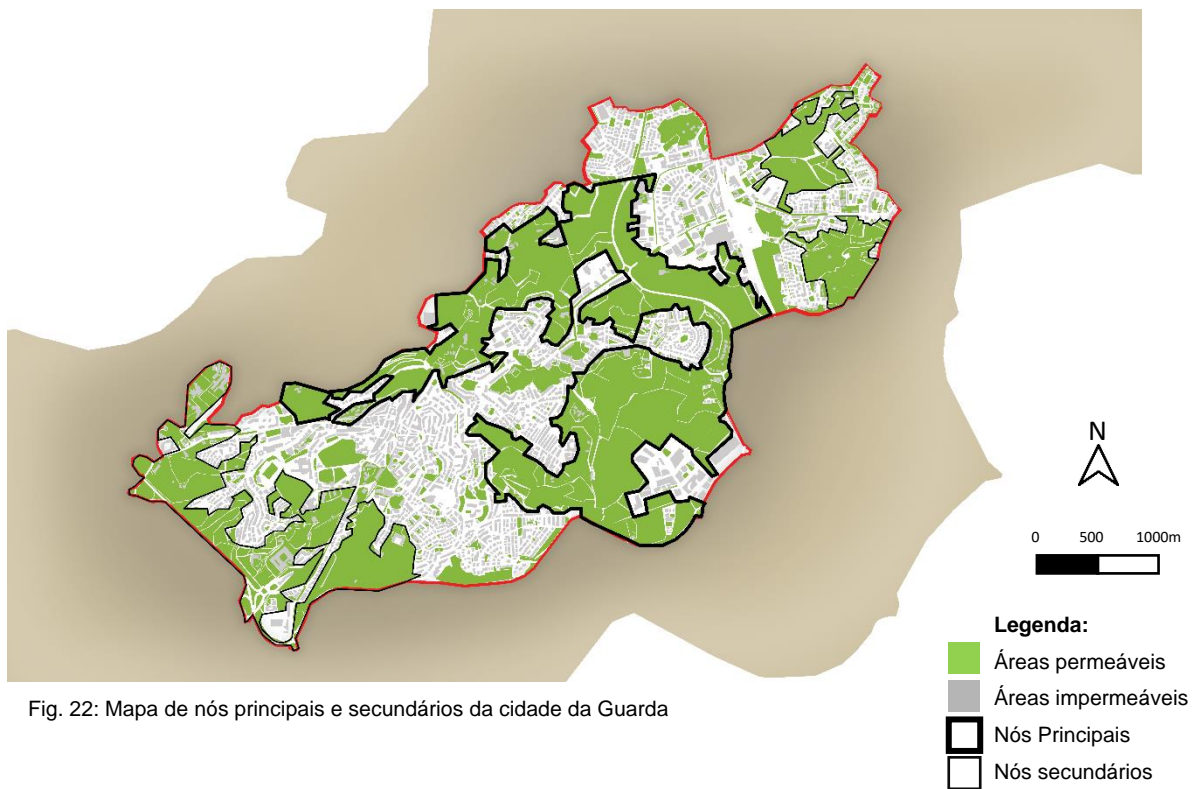 N
0 500 1000m
Legenda:
Áreas permeáveis
Áreas impermeáveis
Nós Principais
Nós secundários
Fig. 22: Mapa de nós principais e secundários da cidade da Guarda